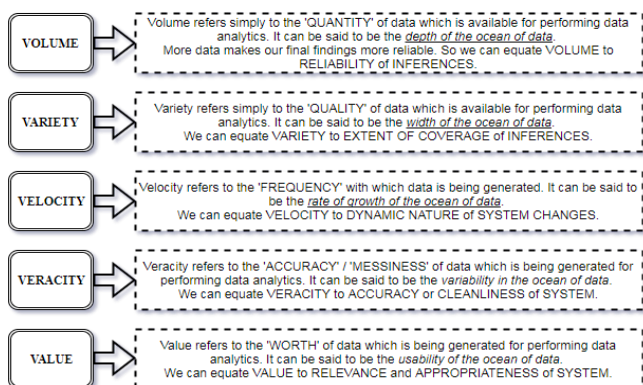 VOLUME
Volume refers simply to the 'QUANTITY' of data which is available for performing data
analytics. It can be said to be the depth of the ocean of data.
More data makes our final findings more reliable. So we can equate VOLUME to
RELIABILITY of INFERENCES.
VARIETY
Variety refers simply to the 'QUALITY' of data which is available for performing data
analytics. It can be said to be the width of the ocean of data.
We can equate VARIETY to EXTENT OF COVERAGE of INFERENCES.
VELOCITY
Velocity refers to the 'FREQUENCY' with which data is being generated. It can be said to
be the rate of growth of the ocean of data.
We can equate VELOCITY to DYNAMIC NATURE of SYSTEM CHANGES.
VERACITY
Veracity refers to the 'ACCURACY' / 'MESSINESS' of data which is being generated for
performing data analytics. It can be said to be the variability in the ocean of data.
We can equate VERACITY to ACCURACY or CLEANLINESS of SYSTEM.
VALUE
Value refers to the 'WORTH' of data which is being generated for performing data
analytics. It can be said to be the usability of the ocean of data.
We can equate VALUE to RELEVANCE and APPROPRIATENESS of SYSTEM.